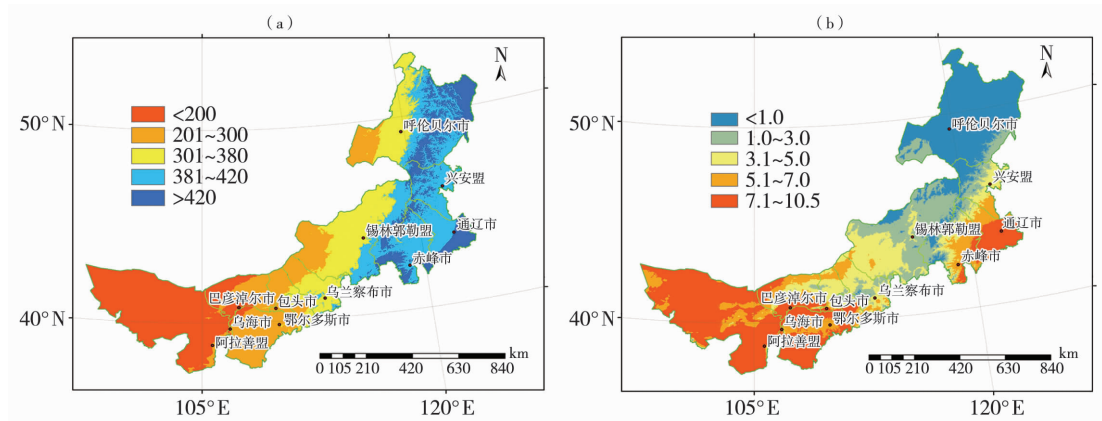 (a)
N
<200
201~300
301~380
381~420
>420
50°N
40°N
呼伦贝尔市
兴安盟
锡林郭勒盟
通辽市
赤峰市
乌兰察布市
巴彦淖尔市
包头市
乌海市
鄂尔多斯市
阿拉善盟
km
0 105 210 420 630 840
105°E
120°E
(b)
N
<1.0
1.0~3.0
3.1~5.0
5.1~7.0
7.1~10.5
50°N
40°N
呼伦贝尔市
兴安盟
锡林郭勒盟
通辽市
赤峰市
乌兰察布市
巴彦淖尔市
包头市
乌海市
鄂尔多斯市
阿拉善盟
km
0 105 210 420 630 840
105°E
120°E